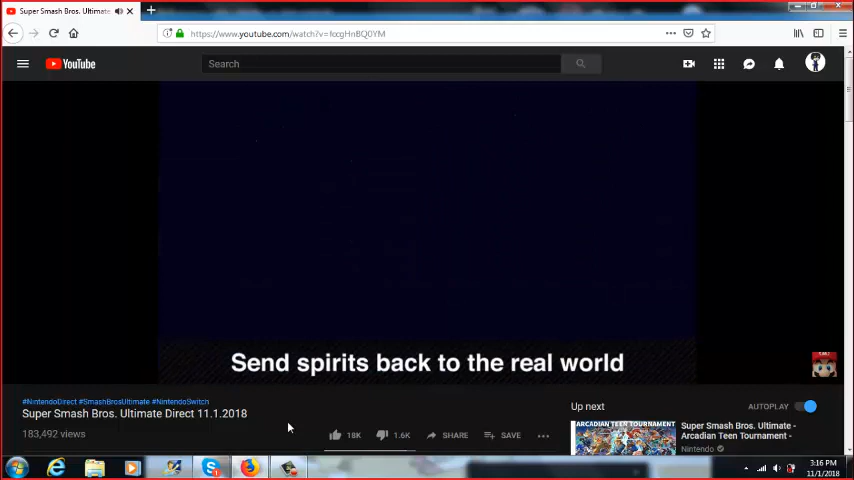 Super Smash Bros. Ultimate
https://www.youtube.com/watch?v=fccgHnBQ0YM
YouTube
Search
Send spirits back to the real world
#NintendoDirect #SmashBrosUltimate #NintendoSwitch
Super Smash Bros. Ultimate Direct 11.1.2018
183,492 views
18K
1.6K
SHARE
SAVE
Up next
AUTOPLAY
ARCADIAN TEEN TOURNAMENT
Super Smash Bros. Ultimate -
Arcadian Teen Tournament -
Nintendo
3:16 PM
11/1/2018